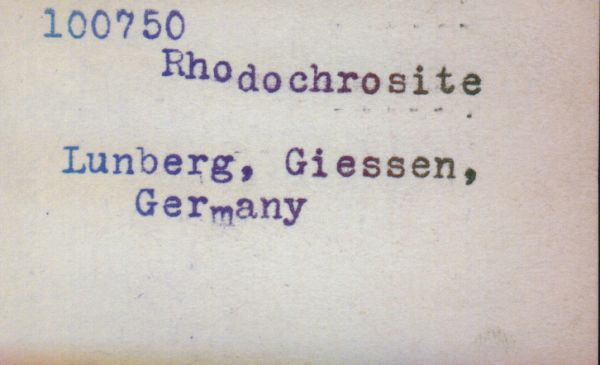 100750
Rhodochrosite
Lunberg, Giessen,
Germany